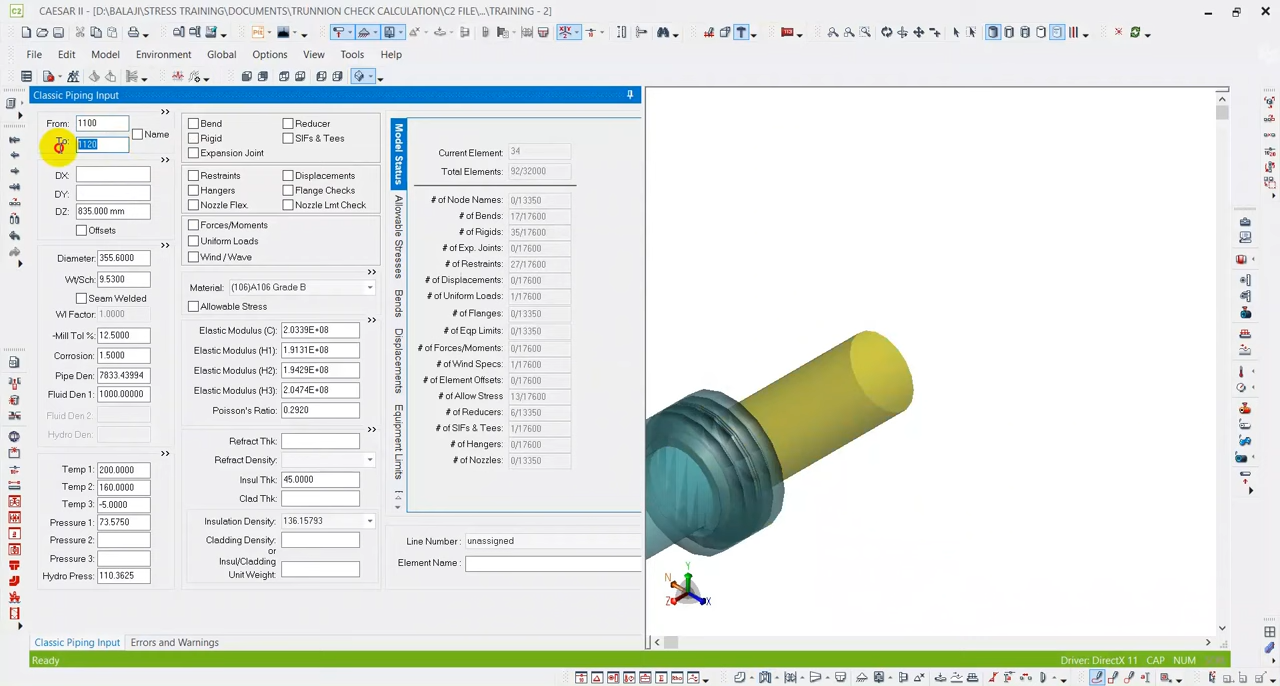 CAESAR II - [D:\BALAJI\STRESS TRAINING\DOCUMENTS\TRUNNION CHECK CALCULATION\C2 FILE\...\TRAINING - 2]
File Edit Model Environment Global Options View Tools Help
Classic Piping Input
From: 1100
To: 1120
Name
DX:
DY:
DZ: 835.000 mm
Offsets
Diameter: 355.6000
Wt/Sch: 9.5300
Seam Welded
WI Factor: 1.0000
-Mill Tol %: 12.5000
Corrosion: 1.5000
Pipe Den: 7833.43994
Fluid Den 1: 1000.00000
Fluid Den 2:
Hydro Den:
Temp 1: 200.0000
Temp 2: 160.0000
Temp 3: -5.0000
Pressure 1: 73.5750
Pressure 2:
Pressure 3:
Hydro Press: 110.3625
Bend Reducer
Rigid SIFs & Tees
Expansion Joint
Restraints Displacements
Hangers Flange Checks
Nozzle Flex. Nozzle Lmt Check
Forces/Moments
Uniform Loads
Wind / Wave
Material: (106)A106 Grade B
Allowable Stress
Elastic Modulus (C): 2.0339E+08
Elastic Modulus (H1): 1.9131E+08
Elastic Modulus (H2): 1.9429E+08
Elastic Modulus (H3): 2.0474E+08
Poisson's Ratio: 0.2920
Refract Thk:
Refract Density:
Insul Thk: 45.0000
Clad Thk:
Insulation Density: 136.15793
Cladding Density:
or
Insul/Cladding
Unit Weight:
Model Status
Allowable Stresses
Bends
Displacements
Equipment Limits
Current Element: 34
Total Elements: 92/32000
# of Node Names: 0/13350
# of Bends: 17/17600
# of Rigids: 35/17600
# of Exp. Joints: 0/17600
# of Restraints: 27/17600
# of Displacements: 0/17600
# of Uniform Loads: 1/17600
# of Flanges: 0/13350
# of Eqp Limits: 0/13350
# of Forces/Moments: 0/17600
# of Wind Specs: 1/17600
# of Element Offsets: 0/17600
# of Allow Stress 13/17600
# of Reducers: 6/13350
# of SIFs & Tees: 1/17600
# of Hangers: 0/17600
# of Nozzles: 0/13350
Line Number: unassigned
Element Name:
Y
N
Z X
Classic Piping Input Errors and Warnings
Ready
Driver: DirectX 11 CAP NUM